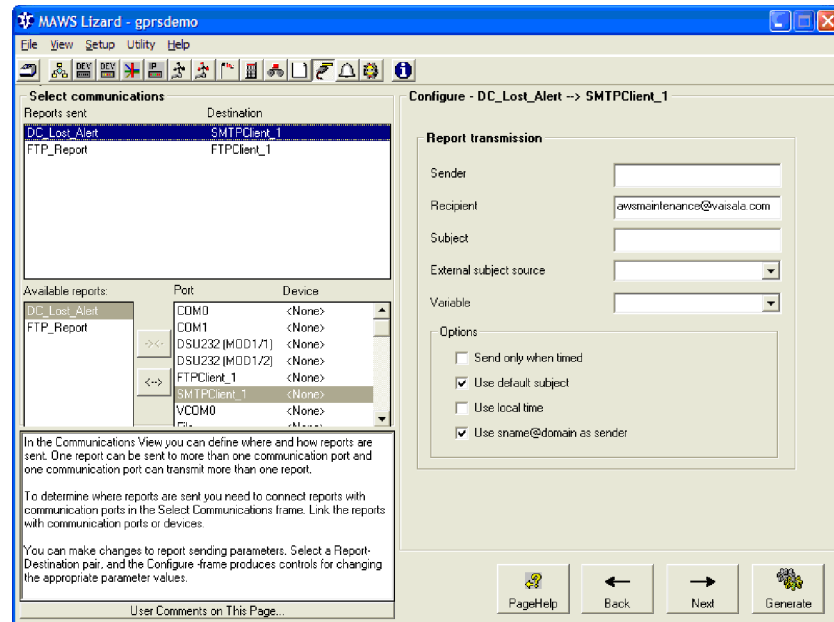 MAWS Lizard - gprsdemo
File View Setup Utility Help
DEV DEV IP
Select communications
Reports sent Destination
DC_Lost_Alert SMTPClient_1
FTP_Report FTPClient_1
Available reports:
DC_Lost_Alert
FTP_Report
->×<-
<-->
Port Device
COM0 <None>
COM1 <None>
DSU232 (MOD1/1) <None>
DSU232 (MOD1/2) <None>
FTPClient_1 <None>
SMTPClient_1 <None>
VCOM0 <None>
In the Communications View you can define where and how reports are
sent. One report can be sent to more than one communication port and
one communication port can transmit more than one report.
To determine where reports are sent you need to connect reports with
communication ports in the Select Communications frame. Link the reports
with communication ports or devices.
You can make changes to report sending parameters. Select a Report-
Destination pair, and the Configure -frame produces controls for changing
the appropriate parameter values.
User Comments on This Page...
Configure - DC_Lost_Alert --> SMTPClient_1
Report transmission
Sender
Recipient awsmaintenance@vaisala.com
Subject
External subject source
Variable
Options
Send only when timed
Use default subject
Use local time
Use sname@domain as sender
PageHelp
Back
Next
Generate